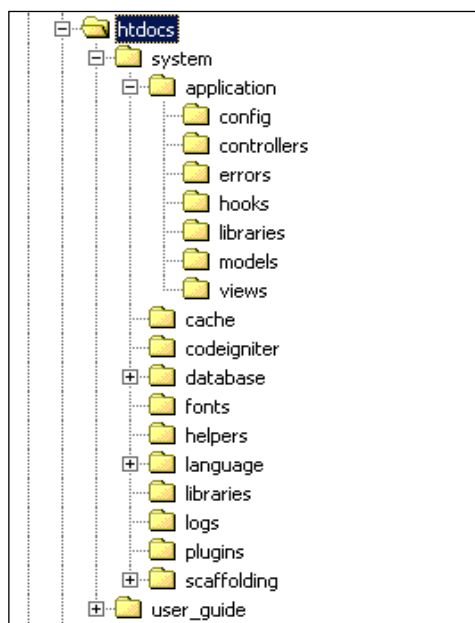 htdocs
system
application
config
controllers
errors
hooks
libraries
models
views
cache
codeigniter
database
fonts
helpers
language
libraries
logs
plugins
scaffolding
user_guide